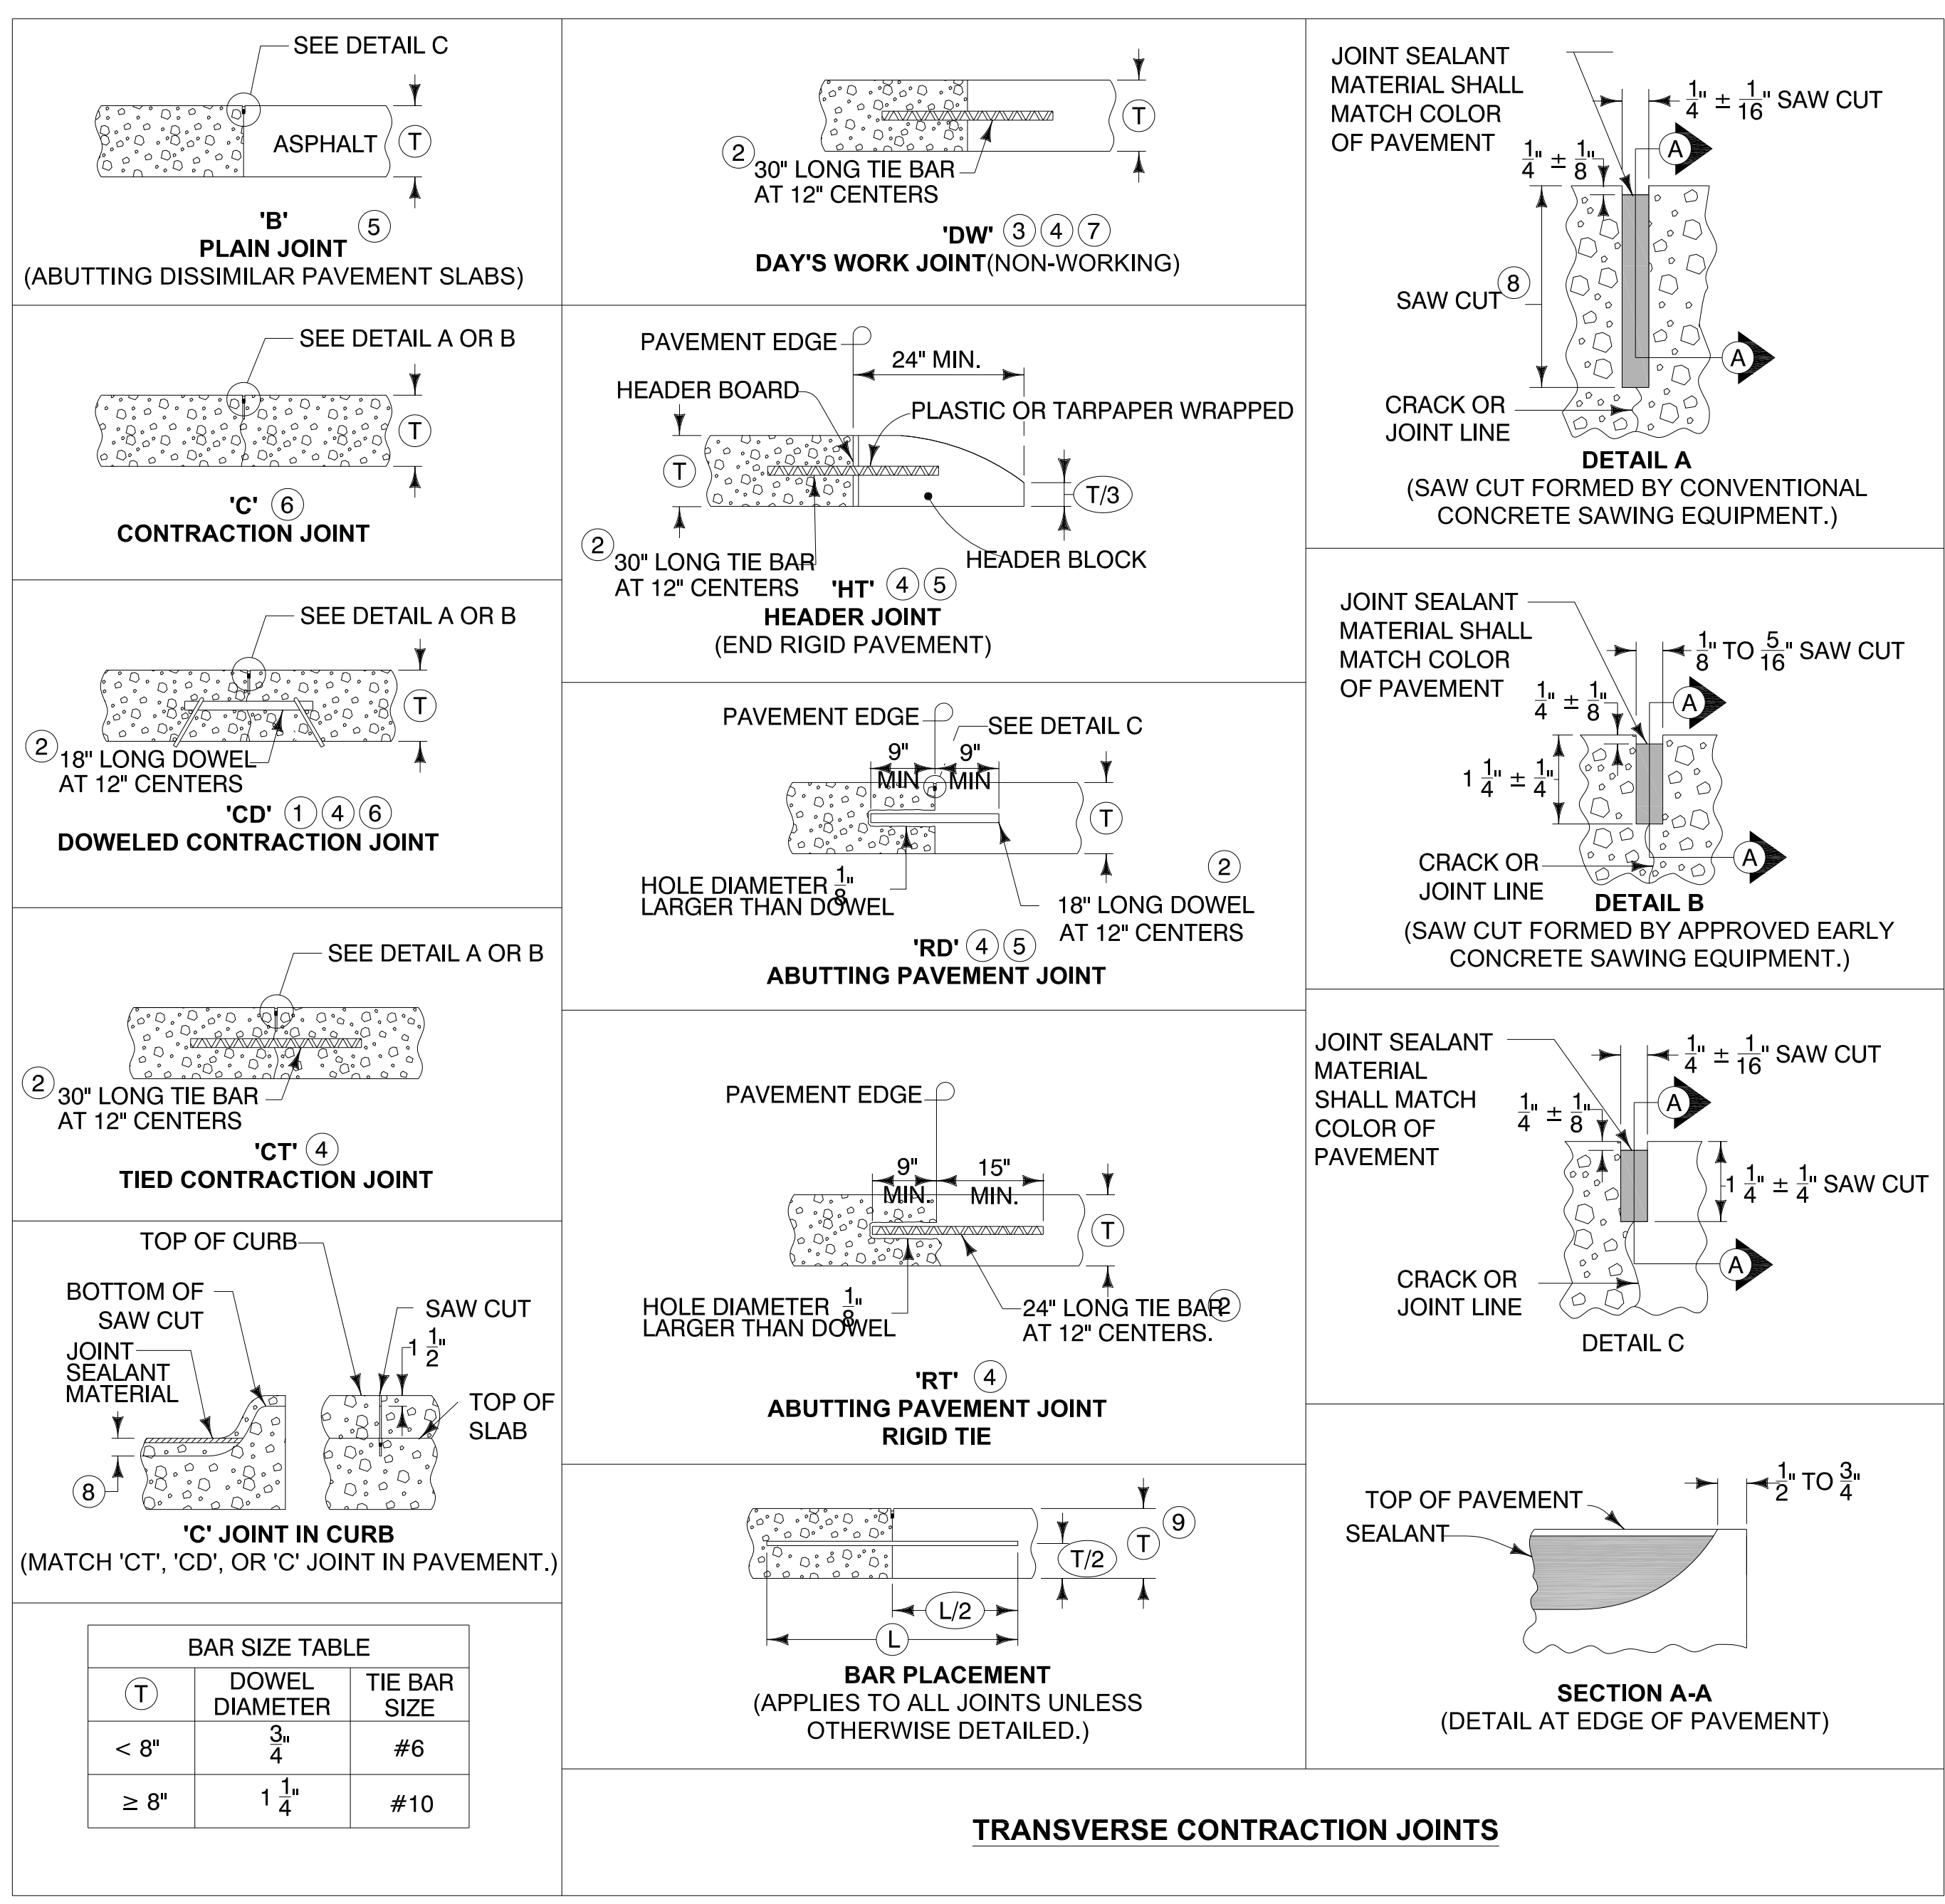 SEE DETAIL C
ASPHALT
T
'B'
5
PLAIN JOINT
(ABUTTING DISSIMILAR PAVEMENT SLABS)
SEE DETAIL A OR B
T
'C' 6
CONTRACTION JOINT
SEE DETAIL A OR B
T
2
18" LONG DOWEL
AT 12" CENTERS
'CD' 1 4 6
DOWELED CONTRACTION JOINT
SEE DETAIL A OR B
2
30" LONG TIE BAR
AT 12" CENTERS
'CT' 4
TIED CONTRACTION JOINT
TOP OF CURB
BOTTOM OF
SAW CUT
JOINT
SEALANT
MATERIAL
8
SAW CUT
1 1/2"
TOP OF
SLAB
'C' JOINT IN CURB
(MATCH 'CT', 'CD', OR 'C' JOINT IN PAVEMENT.)
BAR SIZE TABLE
T
DOWEL
DIAMETER
TIE BAR
SIZE
< 8" 3/4" #6
≥ 8" 1 1/4" #10
T
2
30" LONG TIE BAR
AT 12" CENTERS
'DW' 3 4 7
DAY'S WORK JOINT(NON-WORKING)
PAVEMENT EDGE
24" MIN.
HEADER BOARD
PLASTIC OR TARPAPER WRAPPED
T
T/3
2
30" LONG TIE BAR
AT 12" CENTERS
HEADER BLOCK
'HT' 4 5
HEADER JOINT
(END RIGID PAVEMENT)
PAVEMENT EDGE
SEE DETAIL C
9" 9"
MIN MIN
T
HOLE DIAMETER 1/8"
LARGER THAN DOWEL
2
18" LONG DOWEL
AT 12" CENTERS
'RD' 4 5
ABUTTING PAVEMENT JOINT
PAVEMENT EDGE
9" 15"
MIN. MIN.
T
HOLE DIAMETER 1/8"
LARGER THAN DOWEL
24" LONG TIE BAR 2
AT 12" CENTERS.
'RT' 4
ABUTTING PAVEMENT JOINT
RIGID TIE
9
T
T/2
L/2
L
BAR PLACEMENT
(APPLIES TO ALL JOINTS UNLESS
OTHERWISE DETAILED.)
JOINT SEALANT
MATERIAL SHALL
MATCH COLOR
OF PAVEMENT
1/4" ± 1/16" SAW CUT
A
1/4" ± 1/8"
8
SAW CUT
A
CRACK OR
JOINT LINE
DETAIL A
(SAW CUT FORMED BY CONVENTIONAL
CONCRETE SAWING EQUIPMENT.)
JOINT SEALANT
MATERIAL SHALL
MATCH COLOR
OF PAVEMENT
1/8" TO 5/16" SAW CUT
A
1/4" ± 1/8"
1 1/4" ± 1/4"
A
CRACK OR
JOINT LINE
DETAIL B
(SAW CUT FORMED BY APPROVED EARLY
CONCRETE SAWING EQUIPMENT.)
JOINT SEALANT
MATERIAL
SHALL MATCH
COLOR OF
PAVEMENT
1/4" ± 1/16" SAW CUT
A
1/4" ± 1/8"
1 1/4" ± 1/4" SAW CUT
A
CRACK OR
JOINT LINE
DETAIL C
1/2" TO 3/4"
TOP OF PAVEMENT
SEALANT
SECTION A-A
(DETAIL AT EDGE OF PAVEMENT)
TRANSVERSE CONTRACTION JOINTS